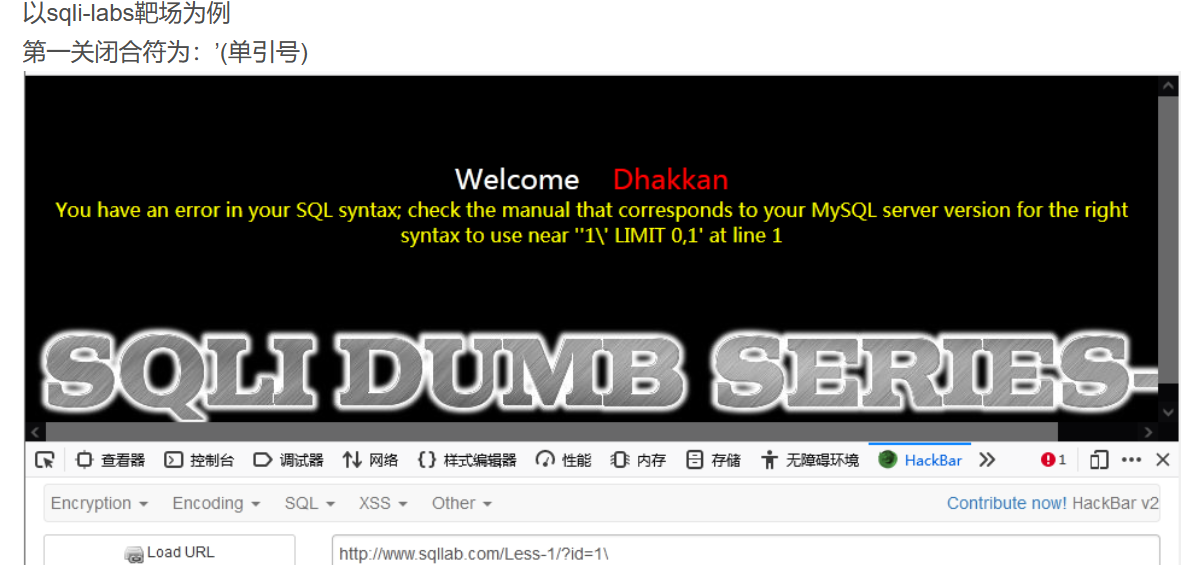 以sqli-labs靶场为例
第一关闭合符为：’(单引号)
Welcome Dhakkan
You have an error in your SQL syntax; check the manual that corresponds to your MySQL server version for the right
syntax to use near ''1\' LIMIT 0,1' at line 1
SQLI DUMB SERIES-
查看器 控制台 调试器 网络 样式编辑器 性能 内存 存储 无障碍环境 HackBar 1
Encryption Encoding SQL XSS Other Contribute now! HackBar v2
Load URL http://www.sqllab.com/Less-1/?id=1\